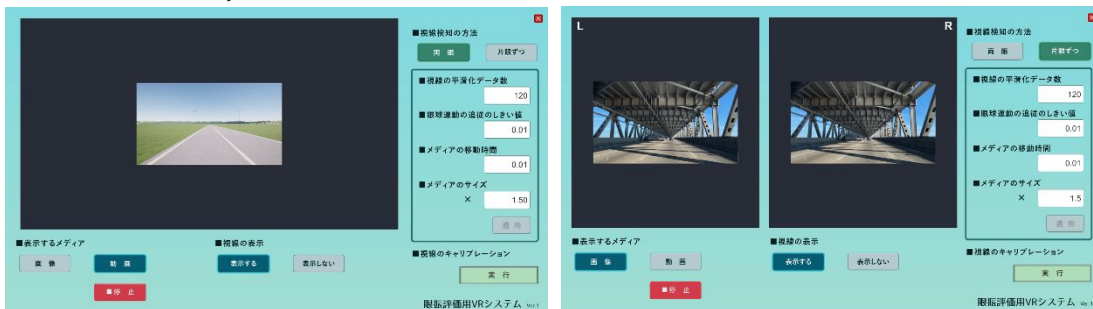 ■視線検知の方法
両 眼
片眼ずつ
■視線の平滑化データ数
120
■眼球運動の追従のしきい値
0.01
■メディアの移動時間
0.01
■メディアのサイズ
× 1.50
適 用
■表示するメディア
画 像
動 画
■停 止
■視線の表示
表示する
表示しない
■視線のキャリブレーション
実 行
眼振評価用VRシステム Ver.1
L
R
■視線検知の方法
両 眼
片眼ずつ
■視線の平滑化データ数
120
■眼球運動の追従のしきい値
0.01
■メディアの移動時間
0.01
■メディアのサイズ
× 1.5
適 用
■表示するメディア
画 像
動 画
■停 止
■視線の表示
表示する
表示しない
■視線のキャリブレーション
実 行
眼振評価用VRシステム